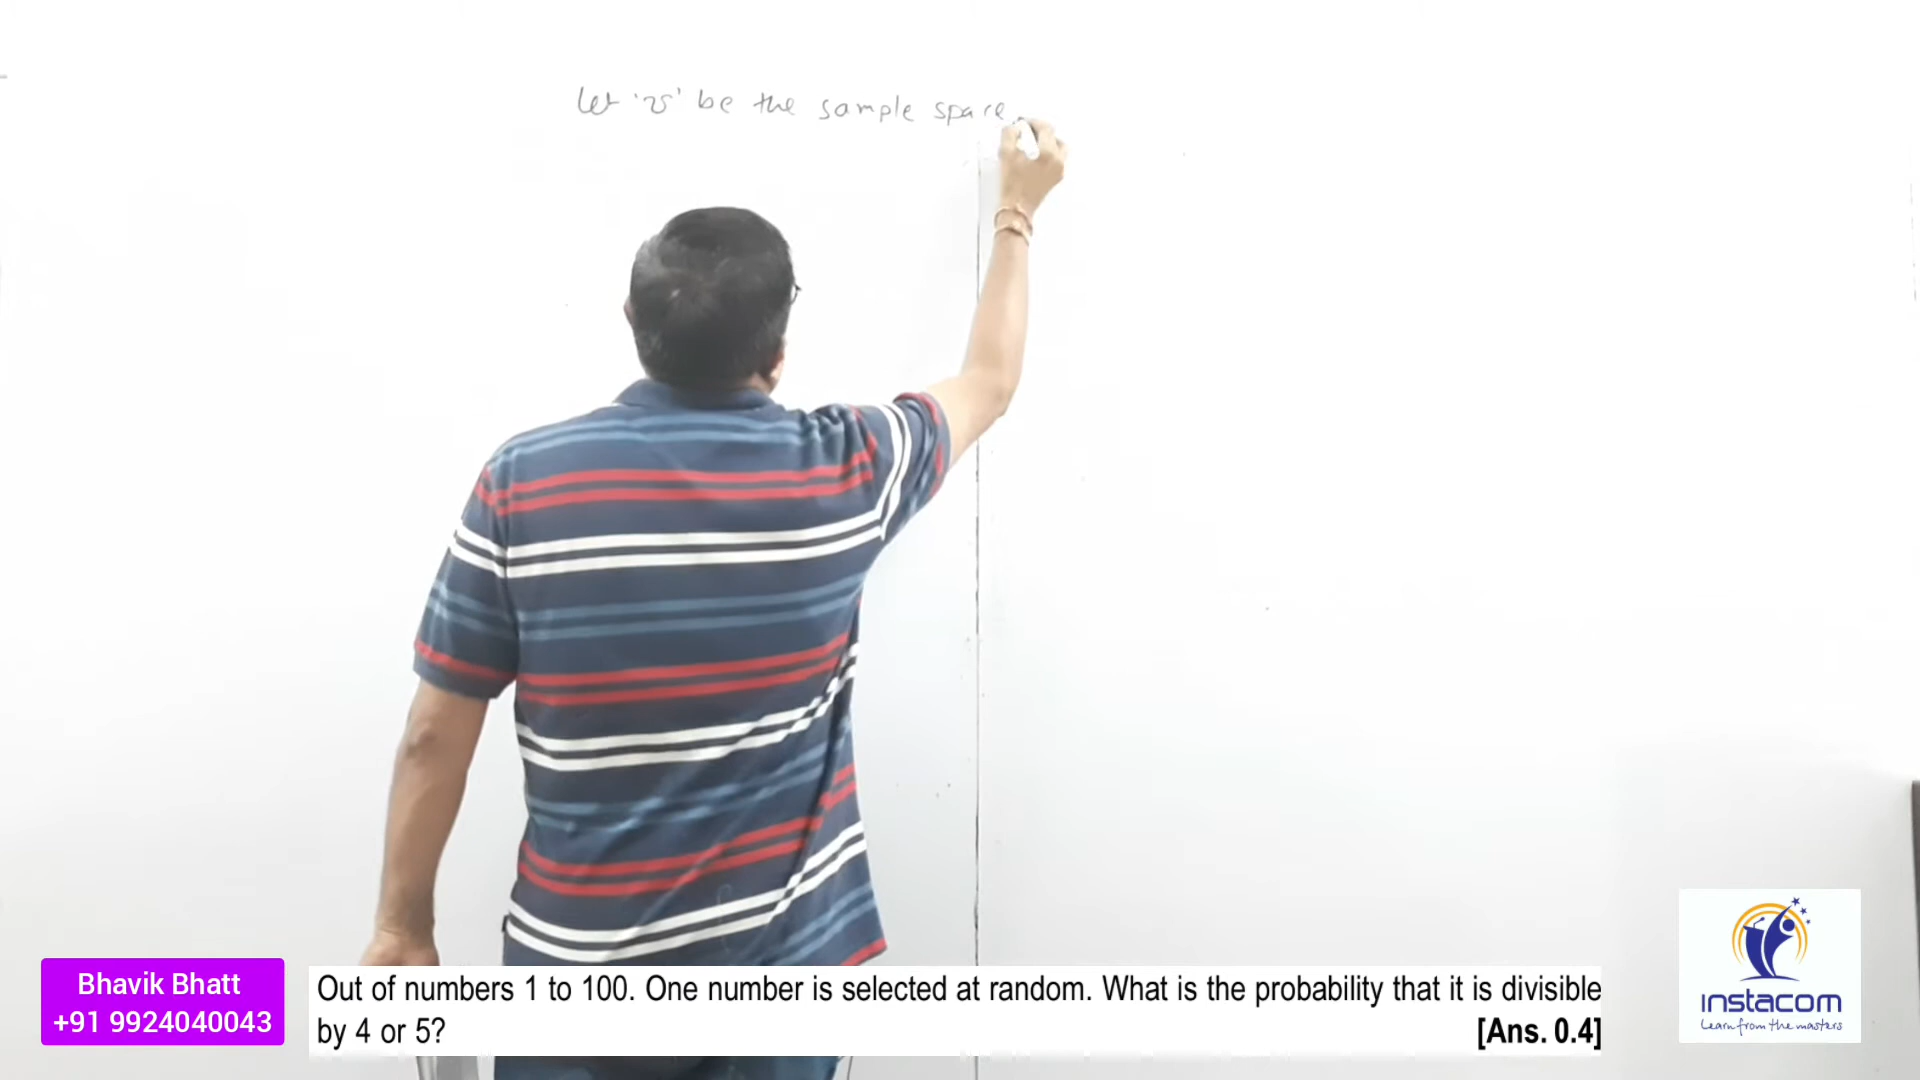 Let 'U' be the sample space.
Bhavik Bhatt
+91 9924040043
Out of numbers 1 to 100. One number is selected at random. What is the probability that it is divisible
by 4 or 5? [Ans. 0.4]
instacom
Learn from the masters